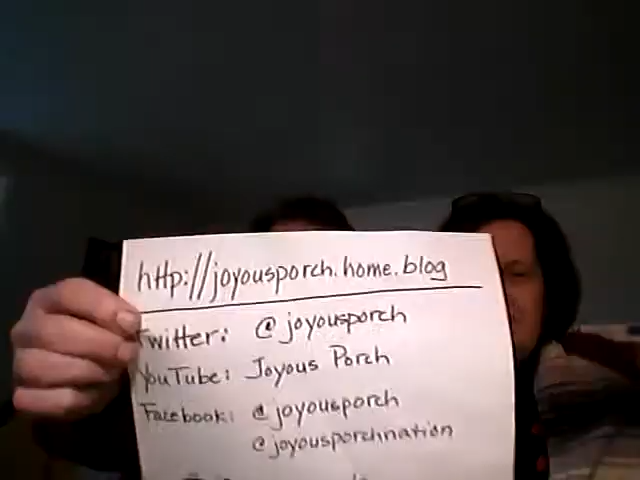 http://joyousporch.home.blog
Twitter: @joyousporch
YouTube: Joyous Porch
Facebook: @joyousporch
@joyousporchnation